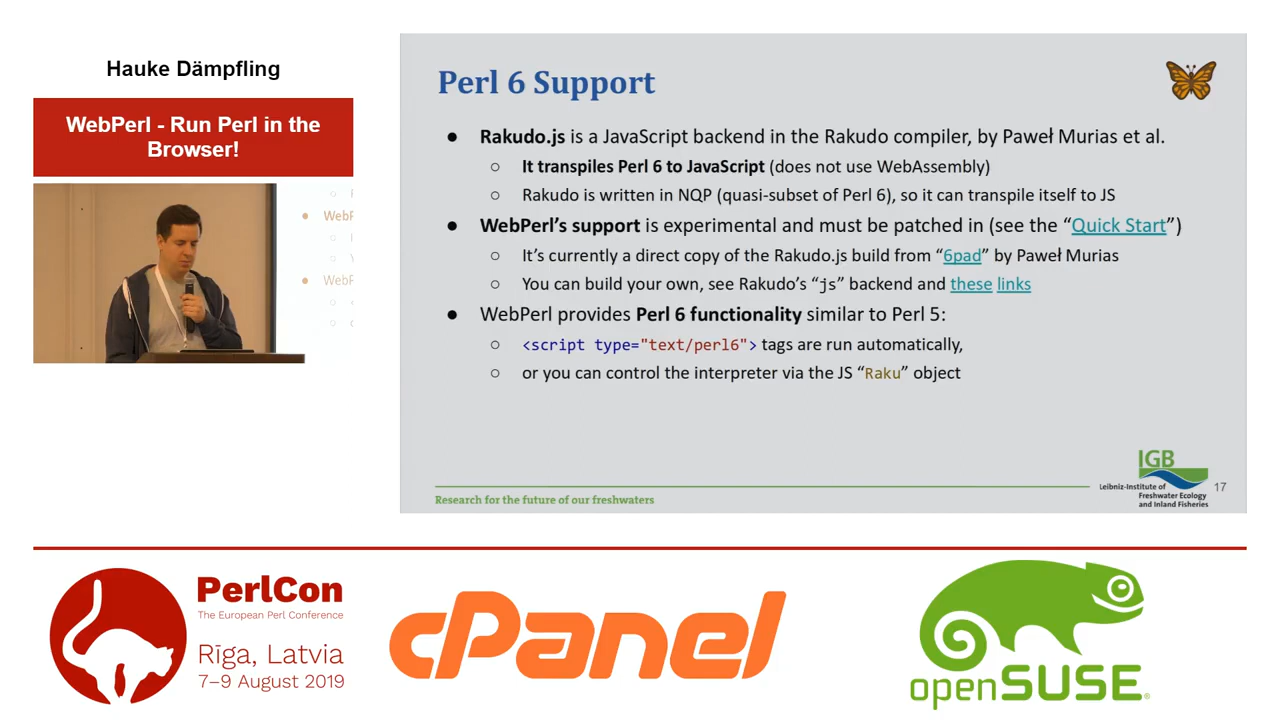 Hauke Dämpfling
WebPerl - Run Perl in the
Browser!
WebP
WebP
Perl 6 Support
● Rakudo.js is a JavaScript backend in the Rakudo compiler, by Paweł Murias et al.
○ It transpiles Perl 6 to JavaScript (does not use WebAssembly)
○ Rakudo is written in NQP (quasi-subset of Perl 6), so it can transpile itself to JS
● WebPerl’s support is experimental and must be patched in (see the “Quick Start”)
○ It’s currently a direct copy of the Rakudo.js build from “6pad” by Paweł Murias
○ You can build your own, see Rakudo’s “js” backend and these links
● WebPerl provides Perl 6 functionality similar to Perl 5:
○ <script type="text/perl6"> tags are run automatically,
○ or you can control the interpreter via the JS “Raku” object
Research for the future of our freshwaters
IGB
Leibniz-Institute of
Freshwater Ecology
and Inland Fisheries
17
PerlCon
The European Perl Conference
Rīga, Latvia
7–9 August 2019
cPanel
openSUSE